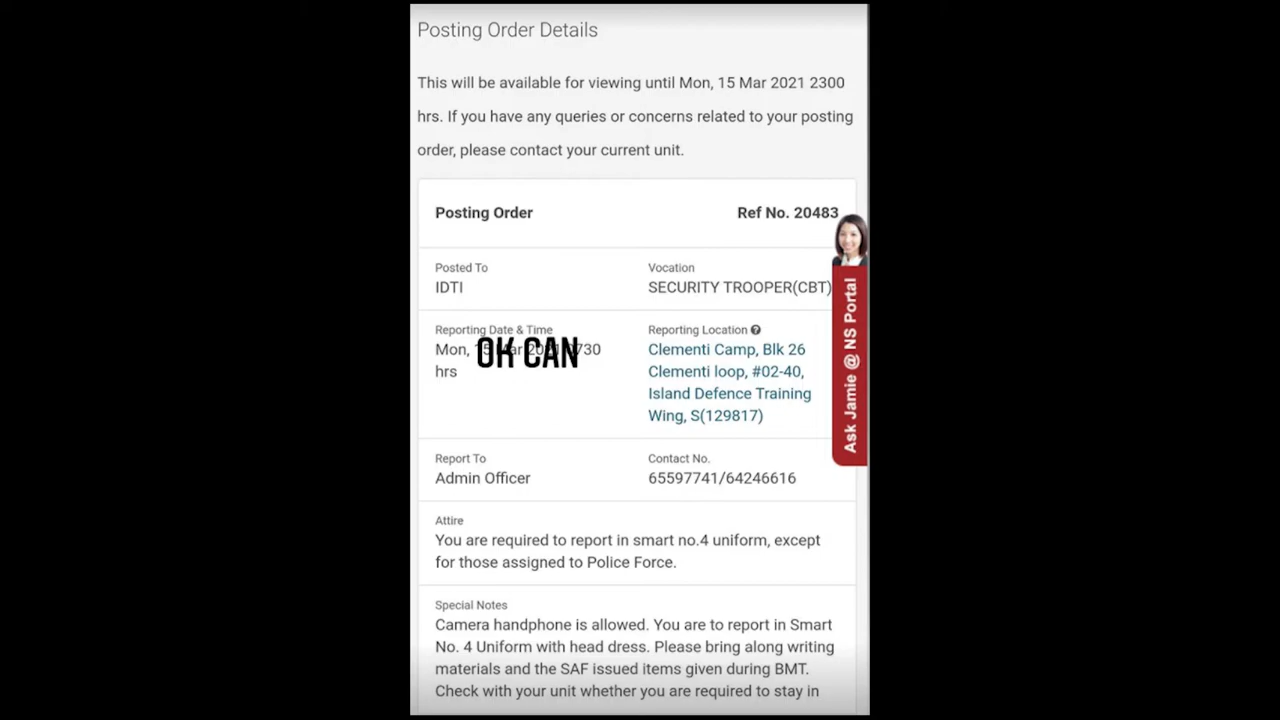 Posting Order Details
This will be available for viewing until Mon, 15 Mar 2021 2300
hrs. If you have any queries or concerns related to your posting
order, please contact your current unit.
Posting Order
Ref No. 20483
Posted To
IDTI
Vocation
SECURITY TROOPER(CBT)
Reporting Date & Time
Mon, 15 Mar 2021 0730
hrs
OK CAN
Reporting Location
Clementi Camp, Blk 26
Clementi loop, #02-40,
Island Defence Training
Wing, S(129817)
Report To
Admin Officer
Contact No.
65597741/64246616
Attire
You are required to report in smart no.4 uniform, except
for those assigned to Police Force.
Special Notes
Camera handphone is allowed. You are to report in Smart
No. 4 Uniform with head dress. Please bring along writing
materials and the SAF issued items given during BMT.
Check with your unit whether you are required to stay in
Ask Jamie @ NS Portal